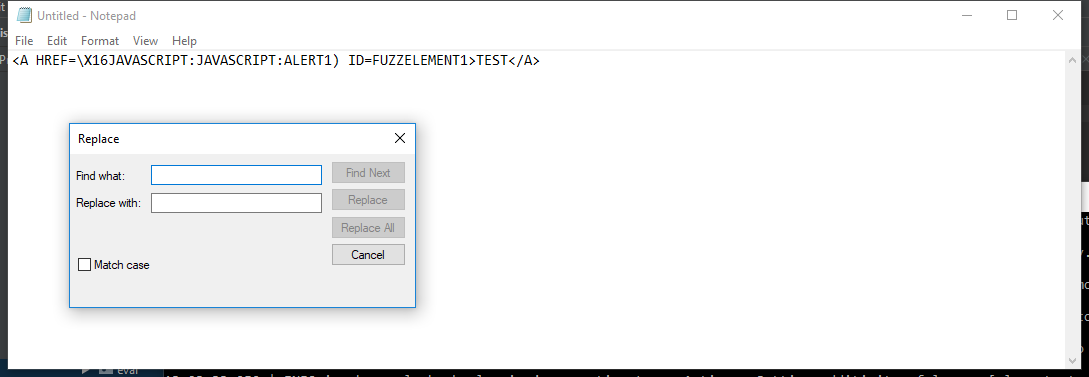 Untitled - Notepad
File Edit Format View Help
<A HREF=\X16JAVASCRIPT:JAVASCRIPT:ALERT1) ID=FUZZELEMENT1>TEST</A>
Replace
Find what:
Find Next
Replace with:
Replace
Replace All
Cancel
Match case
eval